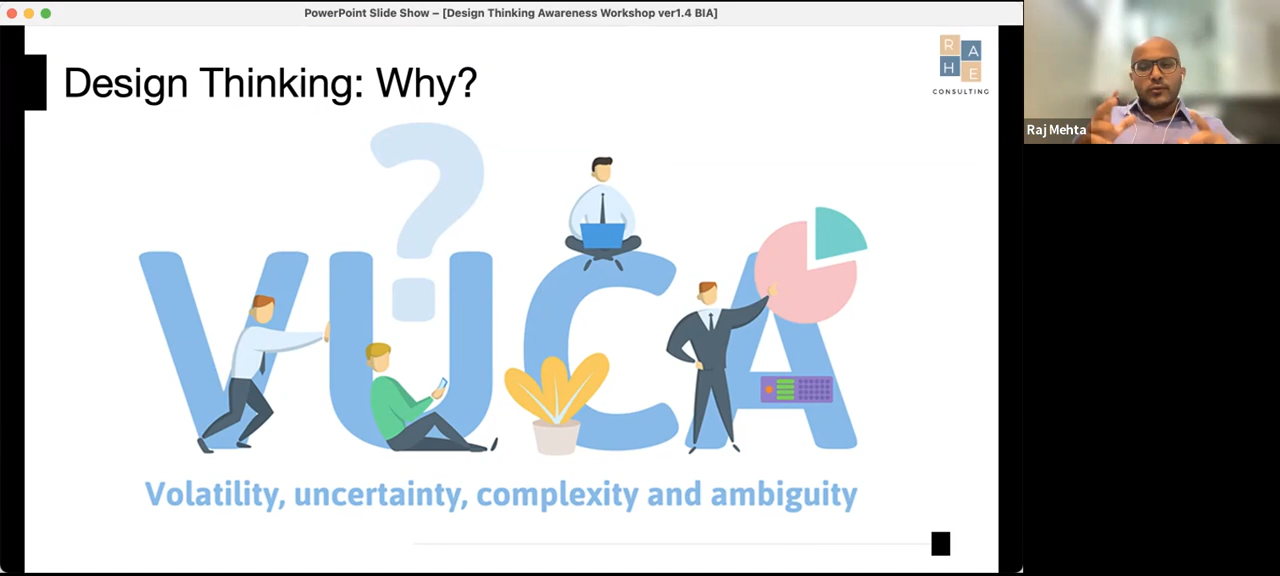 PowerPoint Slide Show – [Design Thinking Awareness Workshop ver1.4 BIA]
Design Thinking: Why?
R A
H E
CONSULTING
?
VUCA
Volatility, uncertainty, complexity and ambiguity
Raj Mehta